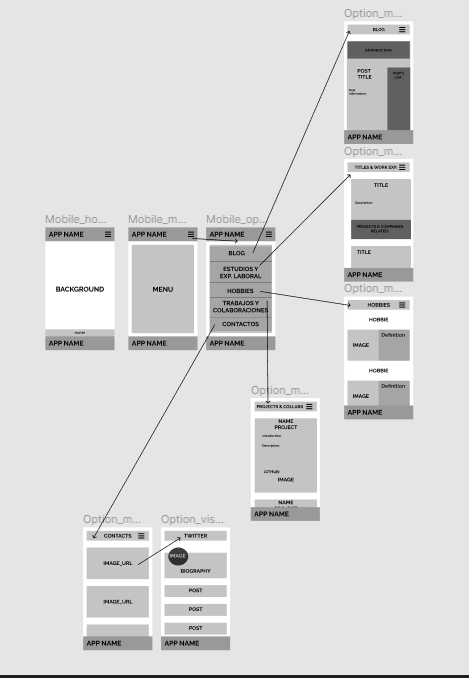 Option_m...
BLOG
INTRODUCTION
POST
TITLE
POSTS
LIST:
Post
Information:
APP NAME
Option_m...
TITLES & WORK EXP.
TITLE
Description:
PROJECTS & COMPANIES
RELATED:
TITLE
APP NAME
Mobile_ho...
APP NAME
BACKGROUND
FOOTER
APP NAME
Mobile_m...
APP NAME
MENU
APP NAME
Mobile_op...
APP NAME
BLOG
ESTUDIOS Y
EXP. LABORAL
HOBBIES
TRABAJOS Y
COLABORACIONES
CONTACTOS
APP NAME
Option_m...
HOBBIES
HOBBIE
Definition
IMAGE
HOBBIE
Definition
IMAGE
APP NAME
Option_m...
PROJECTS & COLLABS
NAME
PROJECT
Introduction
Description:
GITHUB:
IMAGE
NAME
PROJECT
APP NAME
Option_m...
CONTACTS
IMAGE_URL
IMAGE_URL
APP NAME
Option_vis...
TWITTER
IMAGE
BIOGRAPHY
POST
POST
POST
APP NAME